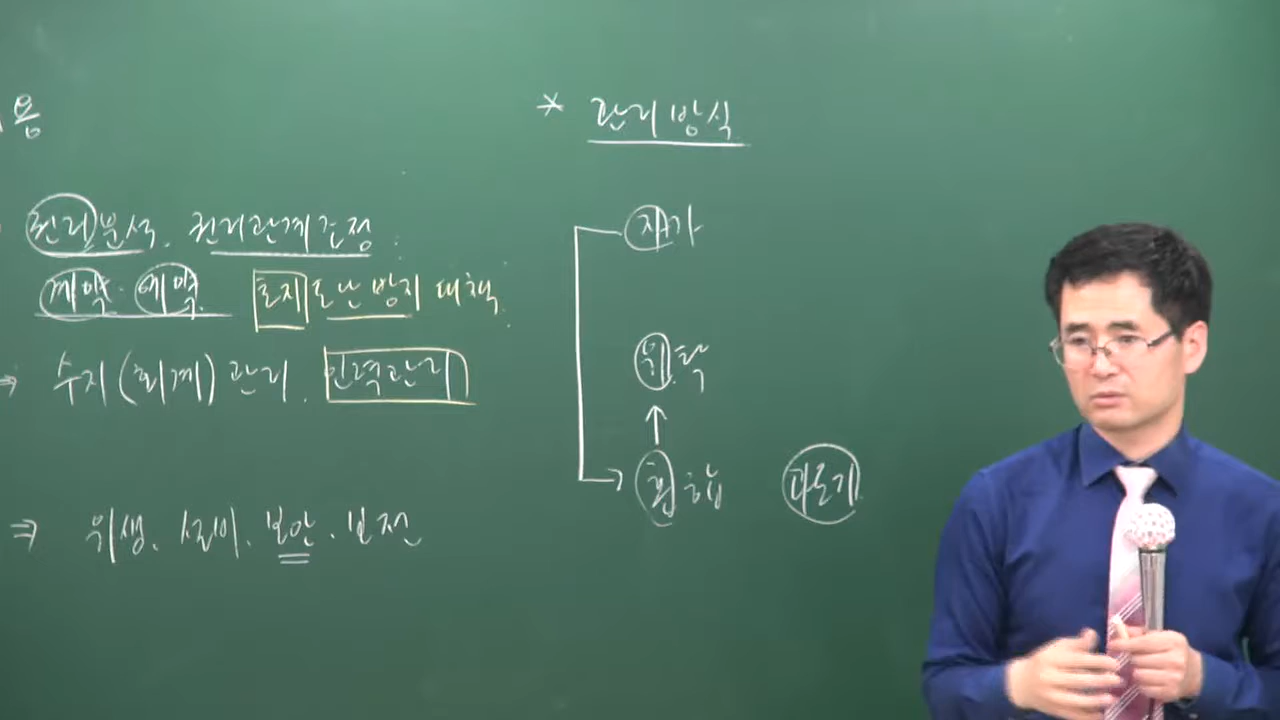 용
권리분석. 권리관계조정.
계약. 예약. 토지 도난 방지 대책.
⇒ 수지(회계) 관리. 인력관리
⇒ 위생. 설비. 보안. 보전
* 관리방식
자가
위탁
혼합 과도기